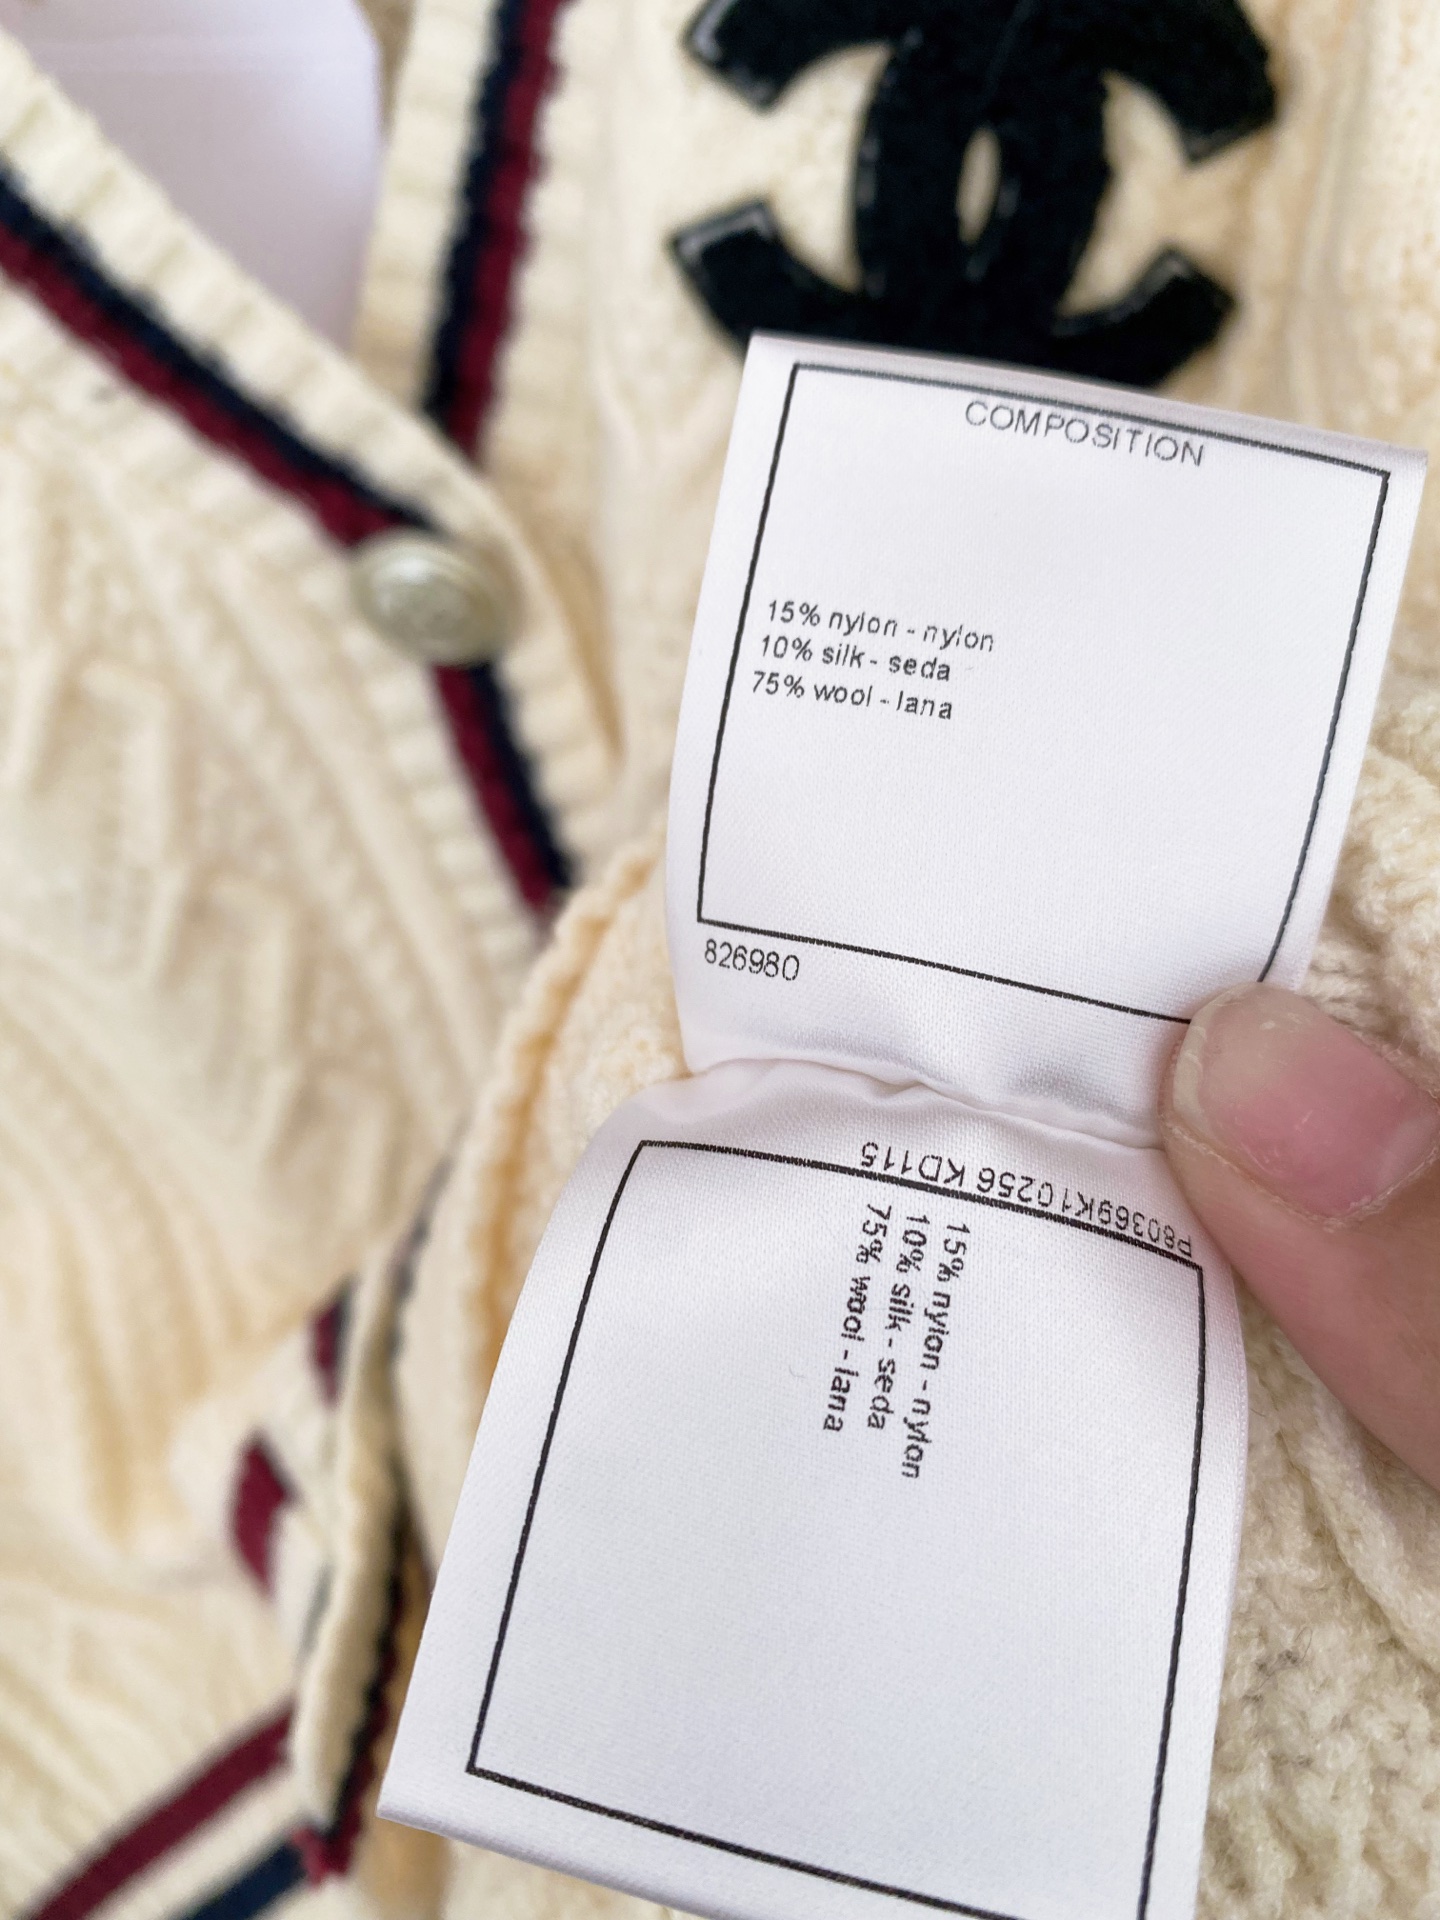 COMPOSITION
15% nylon - nylon
10% silk - seda
75% wool - lana
826980
P80369K10256 KD115
15% nylon - nylon
10% silk - seda
75% wool - lana